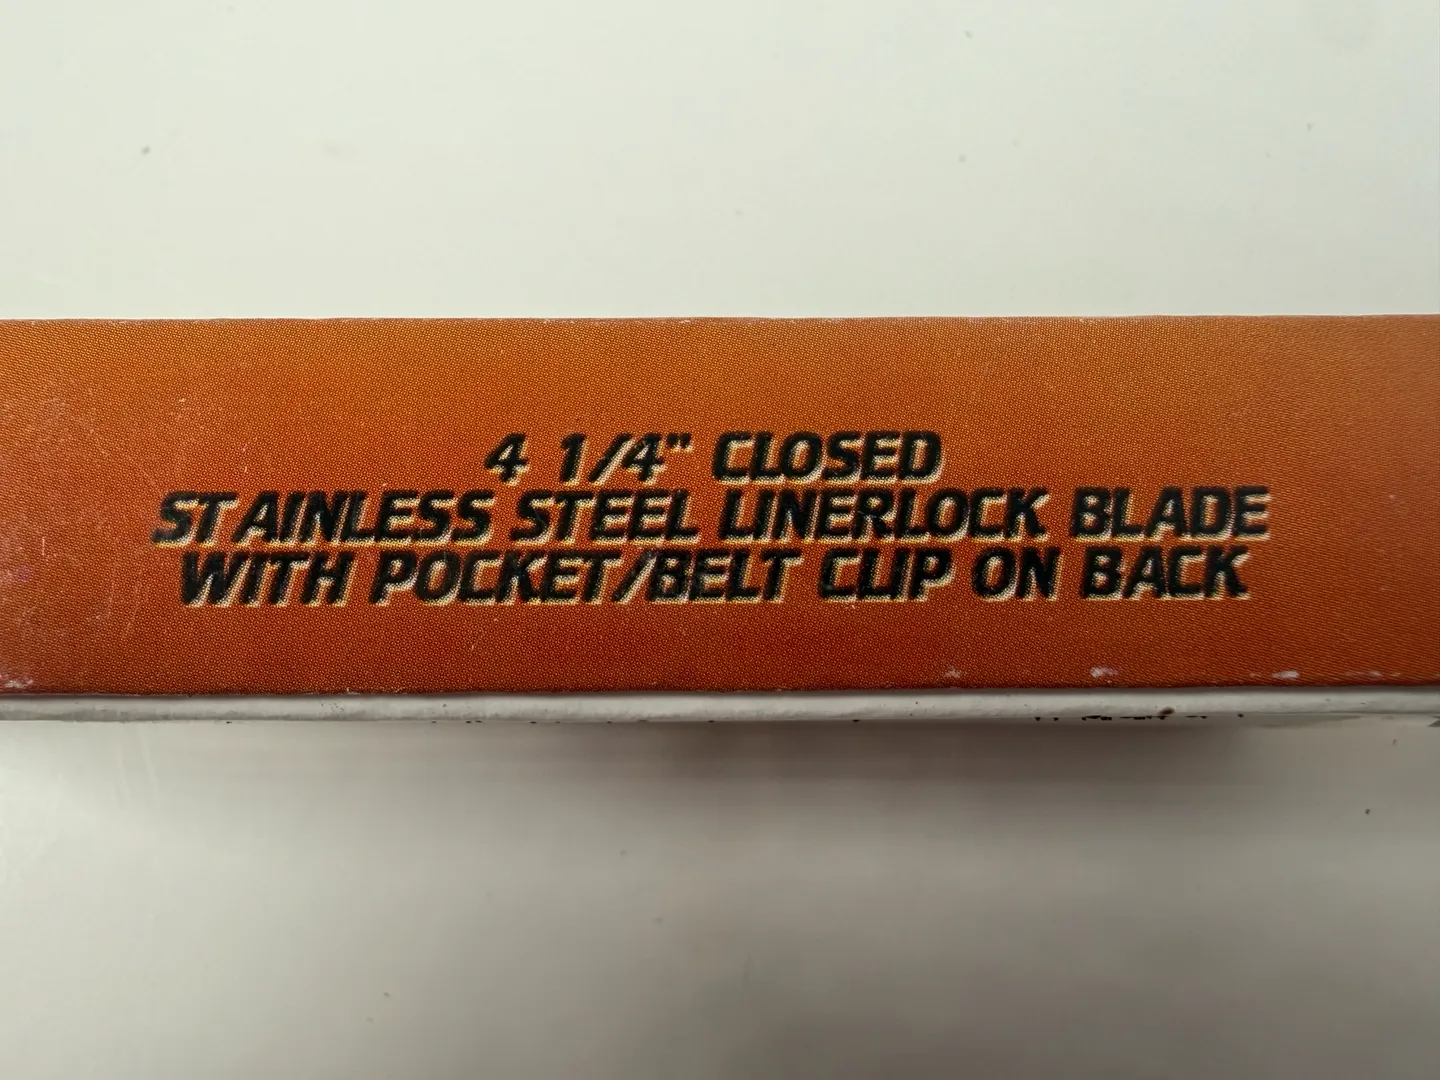 4 1/4" CLOSED
STAINLESS STEEL LINERLOCK BLADE
WITH POCKET/BELT CLIP ON BACK